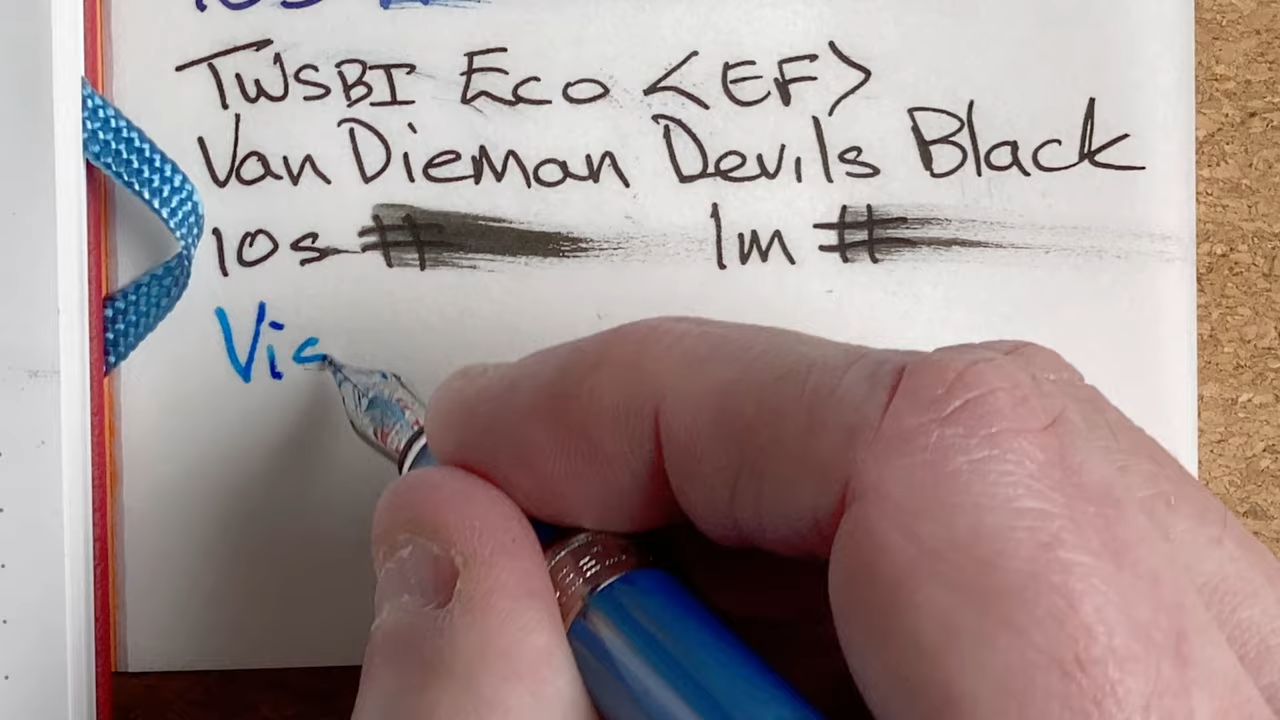 TWSBI Eco <EF>
Van Dieman Devils Black
10s # 1m #
Vis